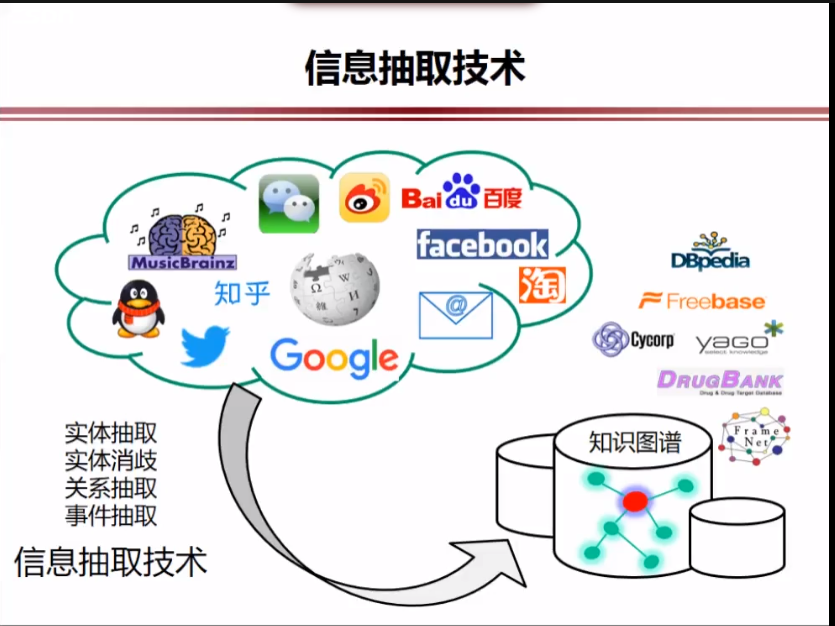 信息抽取技术
Bai du 百度
facebook
MusicBrainz
知乎
淘
@
Google
DBpedia
Freebase
Cycorp
yaGO
select knowledge
DRUGBANK
Drug & Drug Target Database
Frame
Net
实体抽取
实体消歧
关系抽取
事件抽取
信息抽取技术
知识图谱